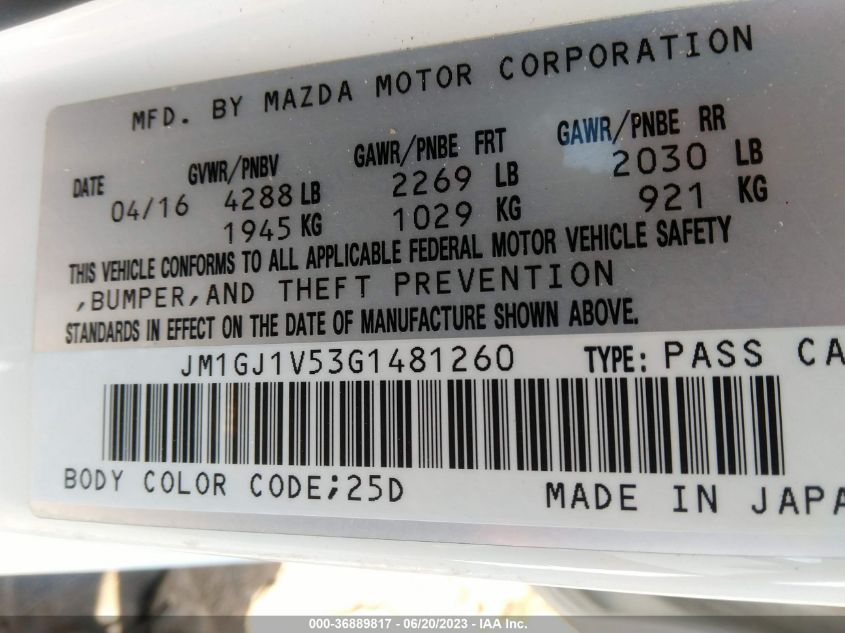 MFD. BY MAZDA MOTOR CORPORATION
DATE GVWR/PNBV GAWR/PNBE FRT GAWR/PNBE RR
04/16 4288 LB 2269 LB 2030 LB
1945 KG 1029 KG 921 KG
THIS VEHICLE CONFORMS TO ALL APPLICABLE FEDERAL MOTOR VEHICLE SAFETY
,BUMPER,AND THEFT PREVENTION
STANDARDS IN EFFECT ON THE DATE OF MANUFACTURE SHOWN ABOVE.
JM1GJ1V53G1481260 TYPE: PASS CA
BODY COLOR CODE;25D MADE IN JAPA
000-36889817 - 06/20/2023 - IAA Inc.